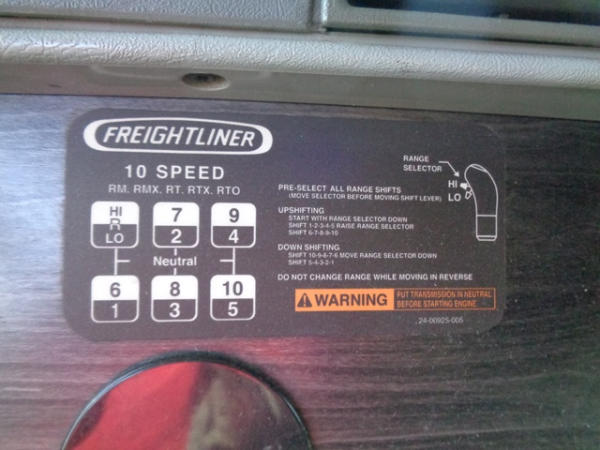 FREIGHTLINER
10 SPEED
RM. RMX. RT. RTX. RTO
HI
R
LO
7
2
9
4
Neutral
6
1
8
3
10
5
RANGE
SELECTOR
HI
LO
PRE-SELECT ALL RANGE SHIFTS
(MOVE SELECTOR BEFORE MOVING SHIFT LEVER)
UPSHIFTING
START WITH RANGE SELECTOR DOWN
SHIFT 1-2-3-4-5 RAISE RANGE SELECTOR
SHIFT 6-7-8-9-10
DOWN SHIFTING
SHIFT 10-9-8-7-6 MOVE RANGE SELECTOR DOWN
SHIFT 5-4-3-2-1
DO NOT CHANGE RANGE WHILE MOVING IN REVERSE
WARNING
PUT TRANSMISSION IN NEUTRAL
BEFORE STARTING ENGINE
24-00925-005